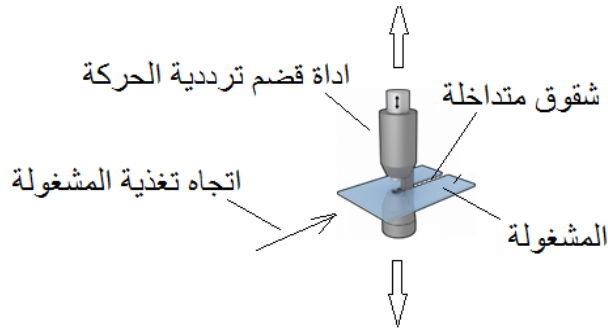 اداة قضم ترددية الحركة
شقوق متداخلة
اتجاه تغذية المشغولة
المشغولة